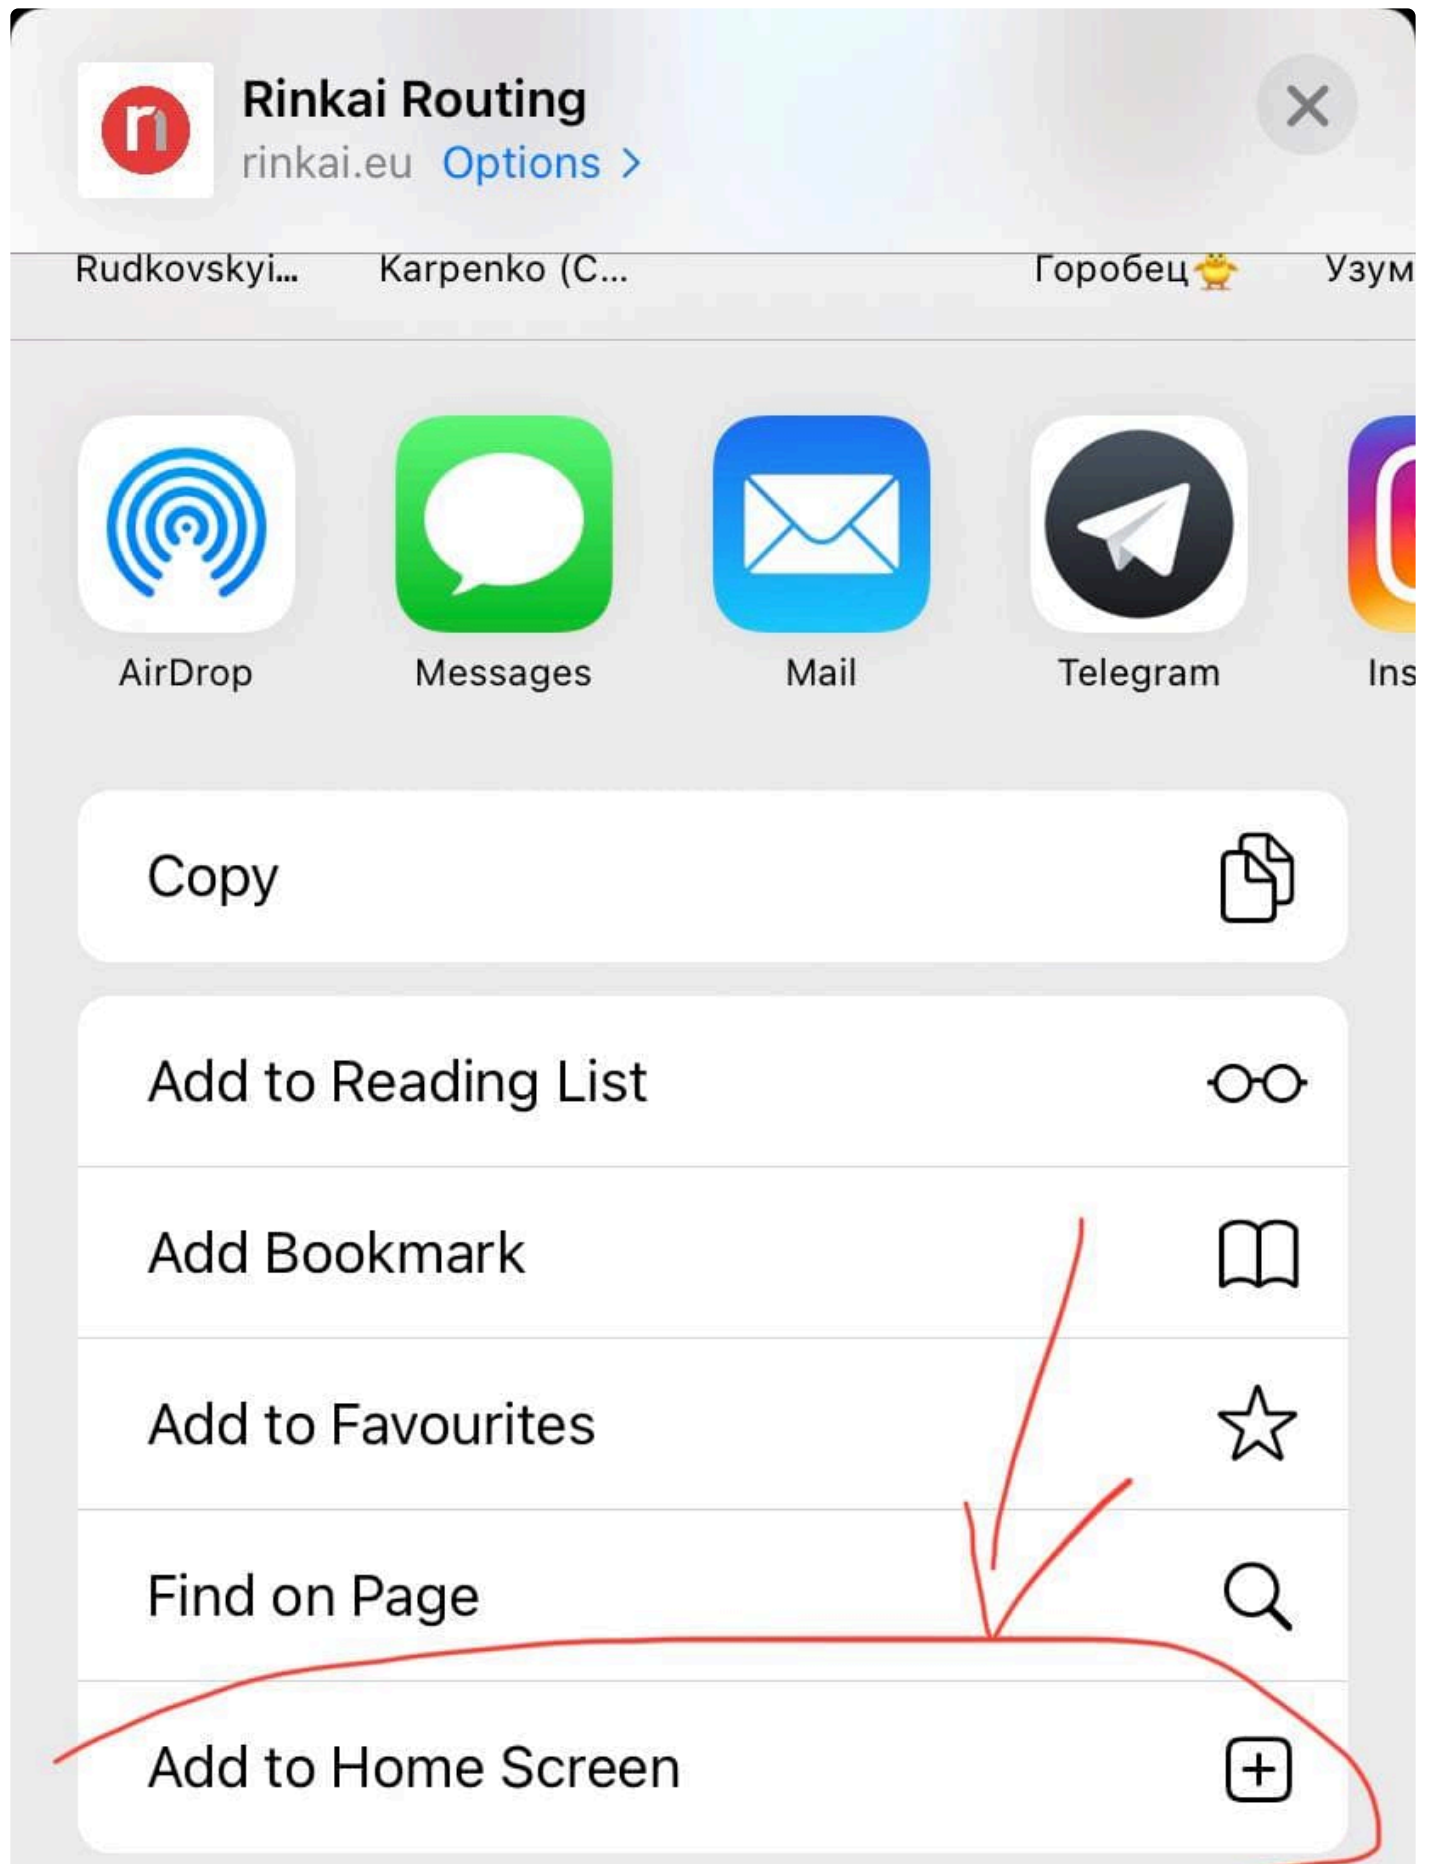 Rinkai Routing
rinkai.eu Options >
Rudkovskyi... Karpenko (C... Горобец🐥 Узум
AirDrop Messages Mail Telegram Ins
Copy
Add to Reading List
Add Bookmark
Add to Favourites
Find on Page
Add to Home Screen